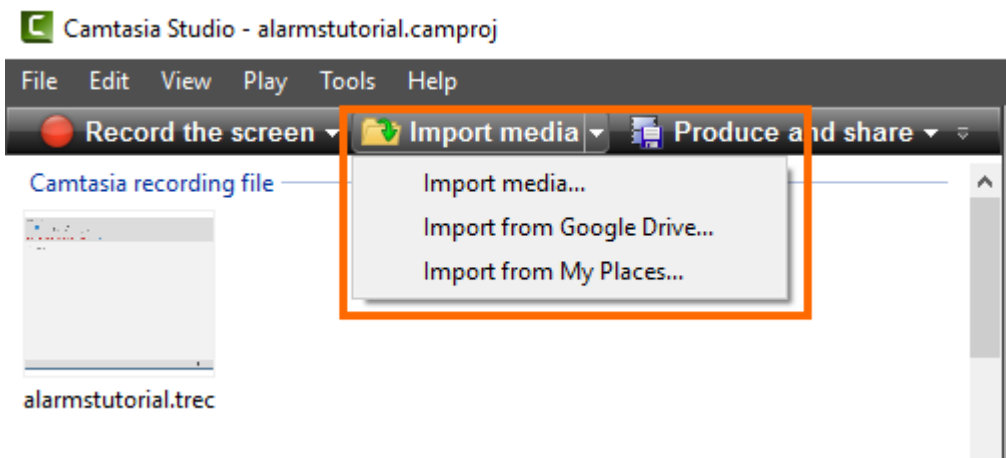 Camtasia Studio - alarmstutorial.camproj
File Edit View Play Tools Help
Record the screen Import media Produce and share
Camtasia recording file
Import media...
Import from Google Drive...
Import from My Places...
alarmstutorial.trec